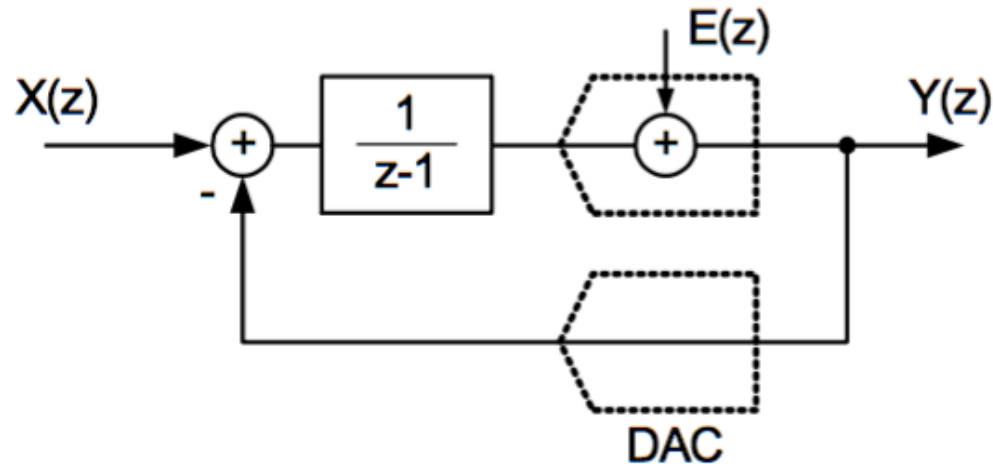 E(z)
X(z)
Y(z)
+
1
z-1
+
-
DAC